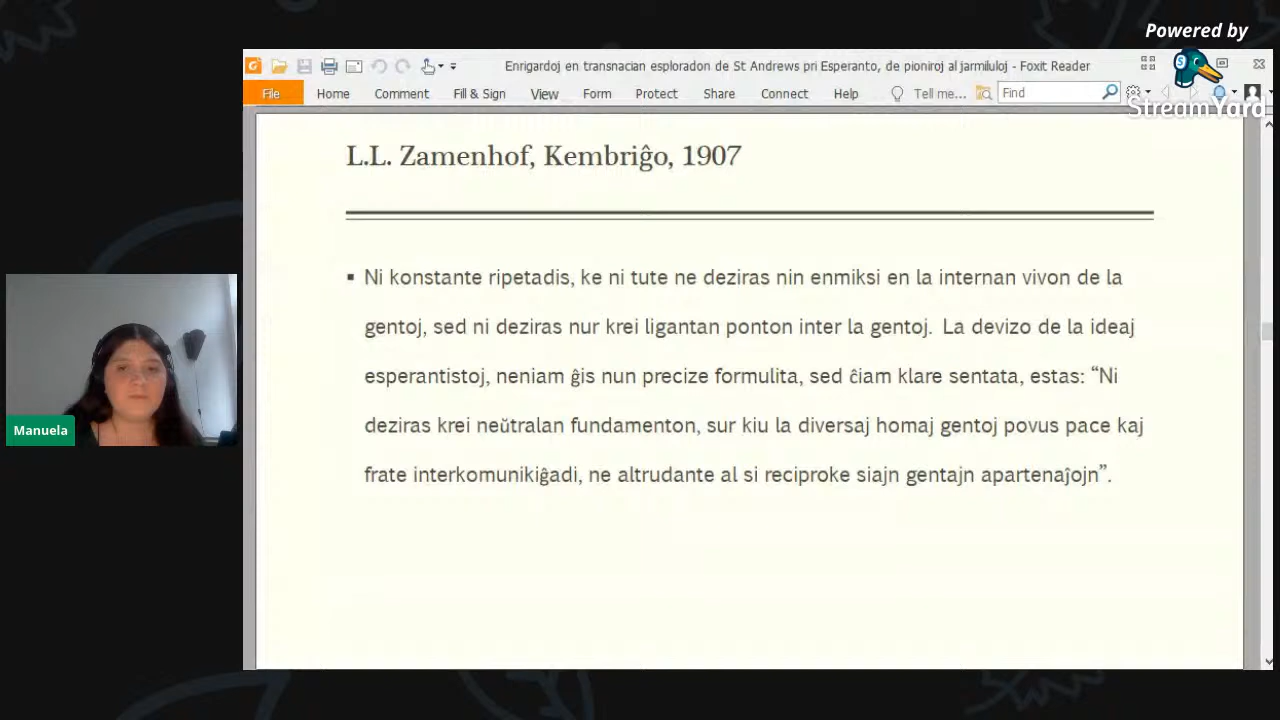 Powered by
StreamYard
Enrigardoj en transnacian esploradon de St Andrews pri Esperanto, de pioniroj al jarmiluloj - Foxit Reader
File Home Comment Fill & Sign View Form Protect Share Connect Help Tell me... Find
L.L. Zamenhof, Kembriĝo, 1907
▪ Ni konstante ripetadis, ke ni tute ne deziras nin enmiksi en la internan vivon de la
gentoj, sed ni deziras nur krei ligantan ponton inter la gentoj. La devizo de la ideaj
esperantistoj, neniam ĝis nun precize formulita, sed ĉiam klare sentata, estas: “Ni
deziras krei neŭtralan fundamenton, sur kiu la diversaj homaj gentoj povus pace kaj
frate interkomunikiĝadi, ne altrudante al si reciproke siajn gentajn apartenaĵojn”.
Manuela